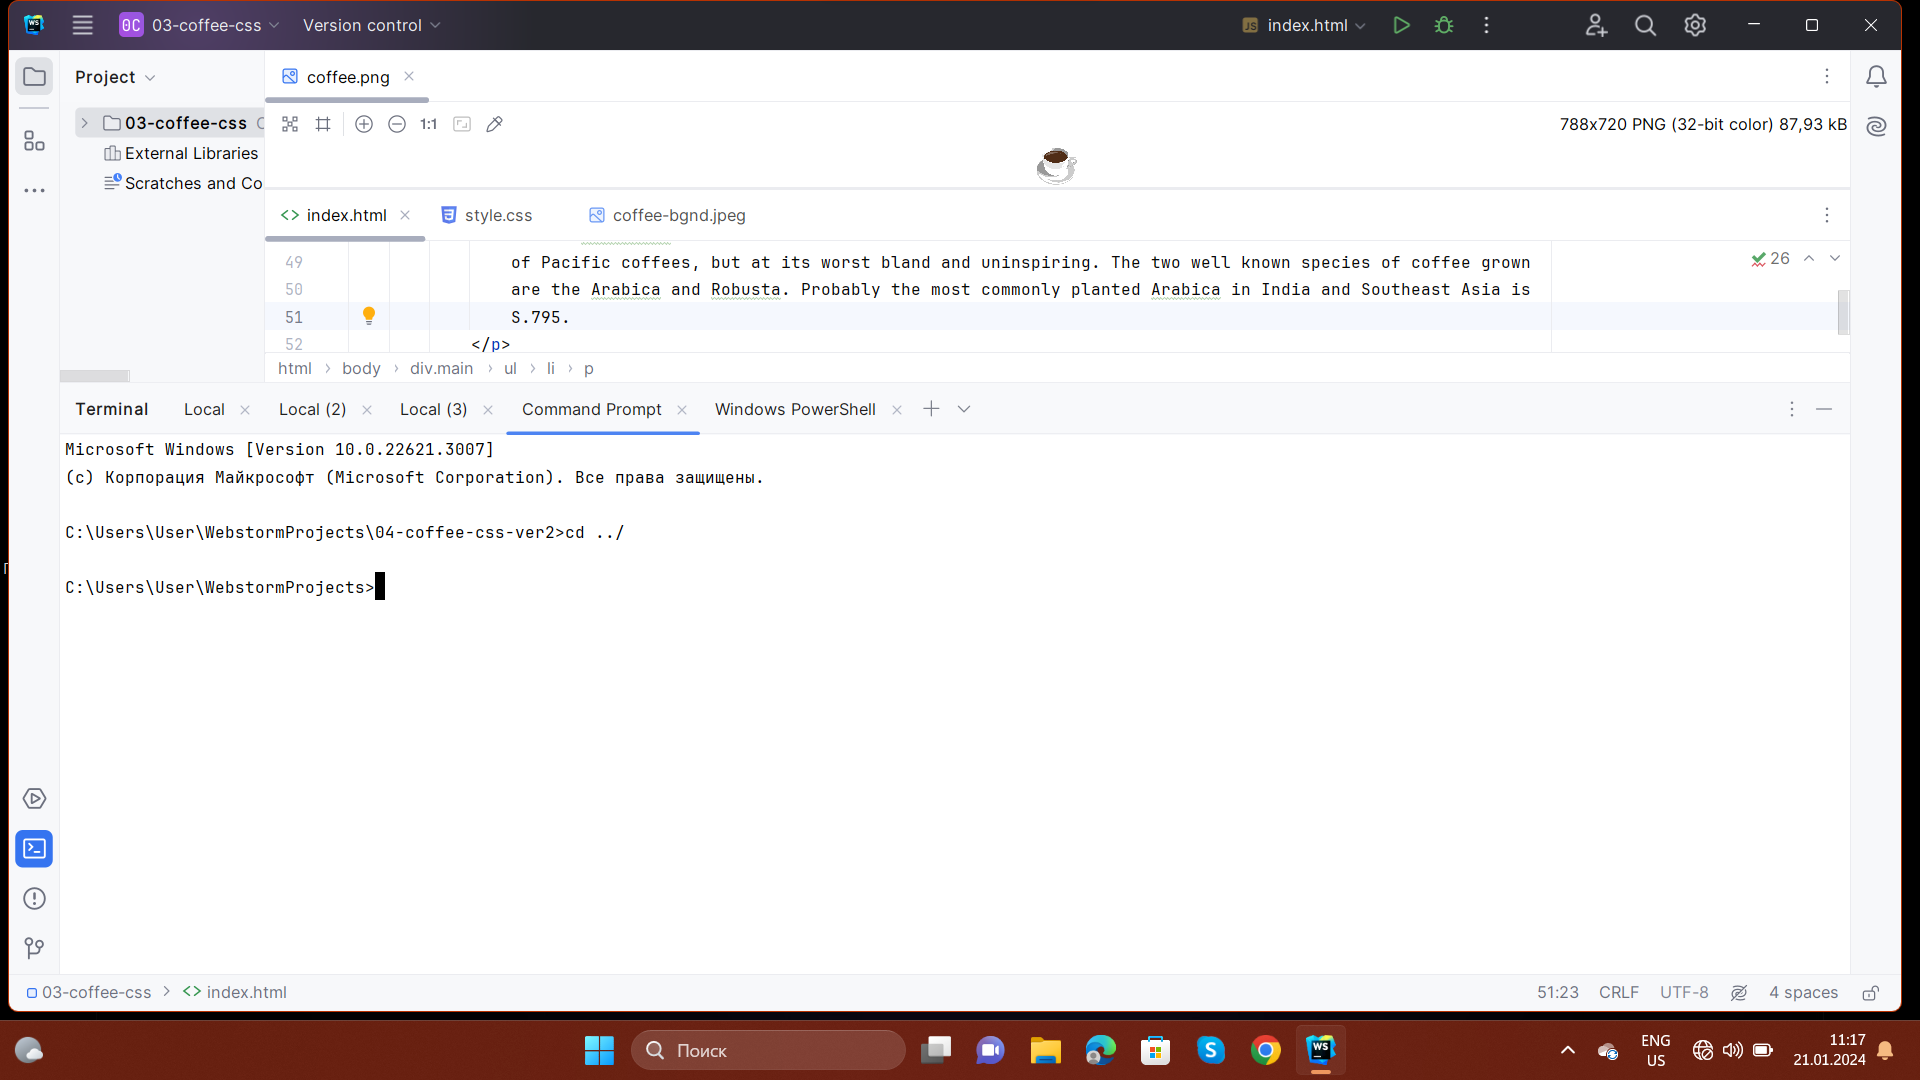 0C 03-coffee-css Version control index.html
Project
coffee.png
03-coffee-css
1:1
788x720 PNG (32-bit color) 87,93 kB
External Libraries
Scratches and Co
index.html style.css coffee-bgnd.jpeg
49 of Pacific coffees, but at its worst bland and uninspiring. The two well known species of coffee grown
26
50 are the Arabica and Robusta. Probably the most commonly planted Arabica in India and Southeast Asia is
51 S.795.
52 </p>
html › body › div.main › ul › li › p
Terminal Local Local (2) Local (3) Command Prompt Windows PowerShell
Microsoft Windows [Version 10.0.22621.3007]
(c) Корпорация Майкрософт (Microsoft Corporation). Все права защищены.
C:\Users\User\WebstormProjects\04-coffee-css-ver2>cd ../
C:\Users\User\WebstormProjects>
03-coffee-css > index.html
51:23 CRLF UTF-8 4 spaces
Поиск
WS
ENG
US
11:17
21.01.2024